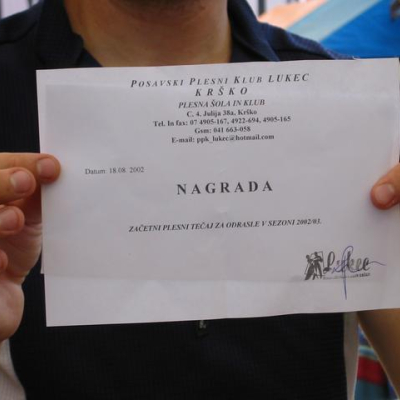 POSAVSKI PLESNI KLUB LUKEC
KRŠKO
PLESNA ŠOLA IN KLUB
C. 4. Julija 38a, Krško
Tel. In fax: 07 4905-167, 4922-694, 4905-165
Gsm: 041 663-058
E-mail: ppk_lukec@hotmail.com
Datum: 18 08 2002
NAGRADA
ZAČETNI PLESNI TEČAJ ZA ODRASLE V SEZONI 2002/03.
Lukec